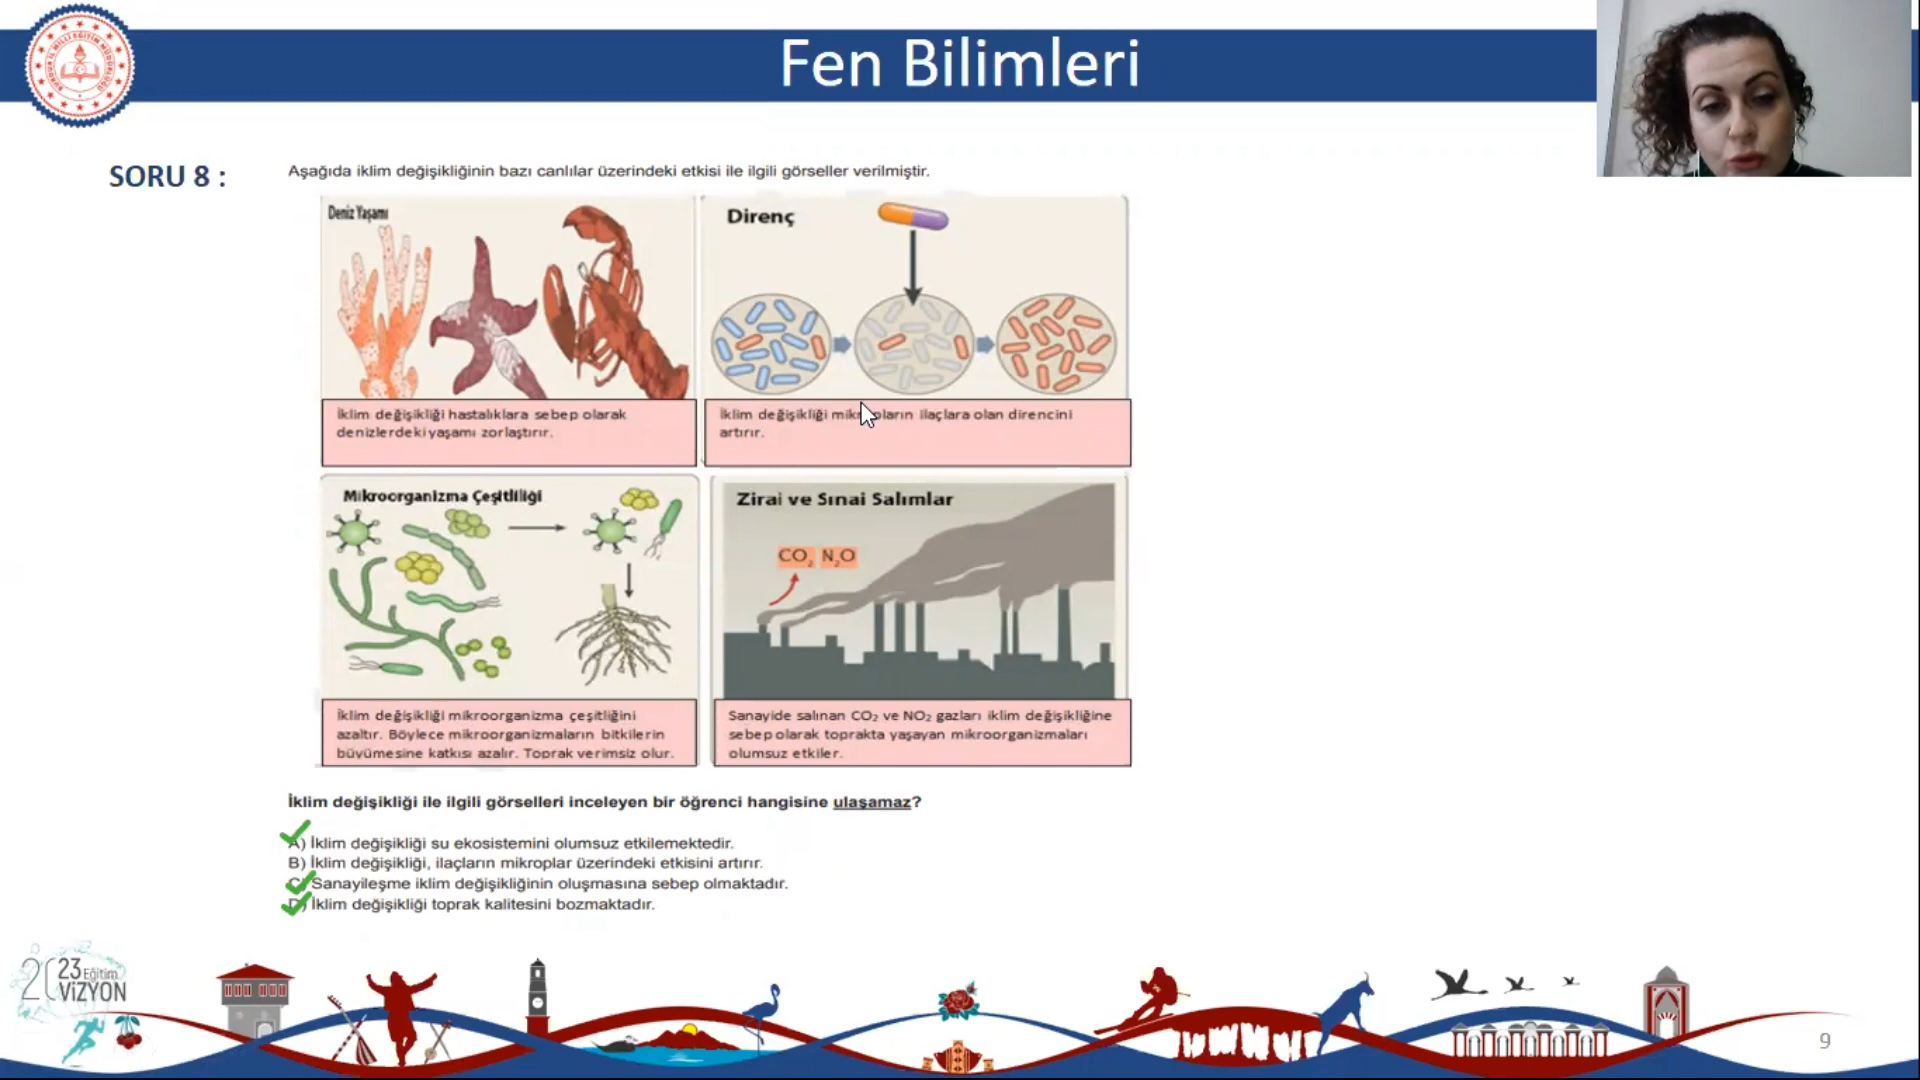 Fen Bilimleri
SORU 8 :
Aşağıda iklim değişikliğinin bazı canlılar üzerindeki etkisi ile ilgili görseller verilmiştir.
Deniz Yaşamı
Direnç
İklim değişikliği hastalıklara sebep olarak
denizlerdeki yaşamı zorlaştırır.
İklim değişikliği mikropların ilaçlara olan direncini
artırır.
Mikroorganizma Çeşitliliği
Zirai ve Sınai Salımlar
CO₂ N₂O
İklim değişikliği mikroorganizma çeşitliğini
azaltır. Böylece mikroorganizmaların bitkilerin
büyümesine katkısı azalır. Toprak verimsiz olur.
Sanayide salınan CO₂ ve NO₂ gazları iklim değişikliğine
sebep olarak toprakta yaşayan mikroorganizmaları
olumsuz etkiler.
İklim değişikliği ile ilgili görselleri inceleyen bir öğrenci hangisine ulaşamaz?
A) İklim değişikliği su ekosistemini olumsuz etkilemektedir.
B) İklim değişikliği, ilaçların mikroplar üzerindeki etkisini artırır.
C) Sanayileşme iklim değişikliğinin oluşmasına sebep olmaktadır.
D) İklim değişikliği toprak kalitesini bozmaktadır.
2023 Eğitim
VİZYON
9